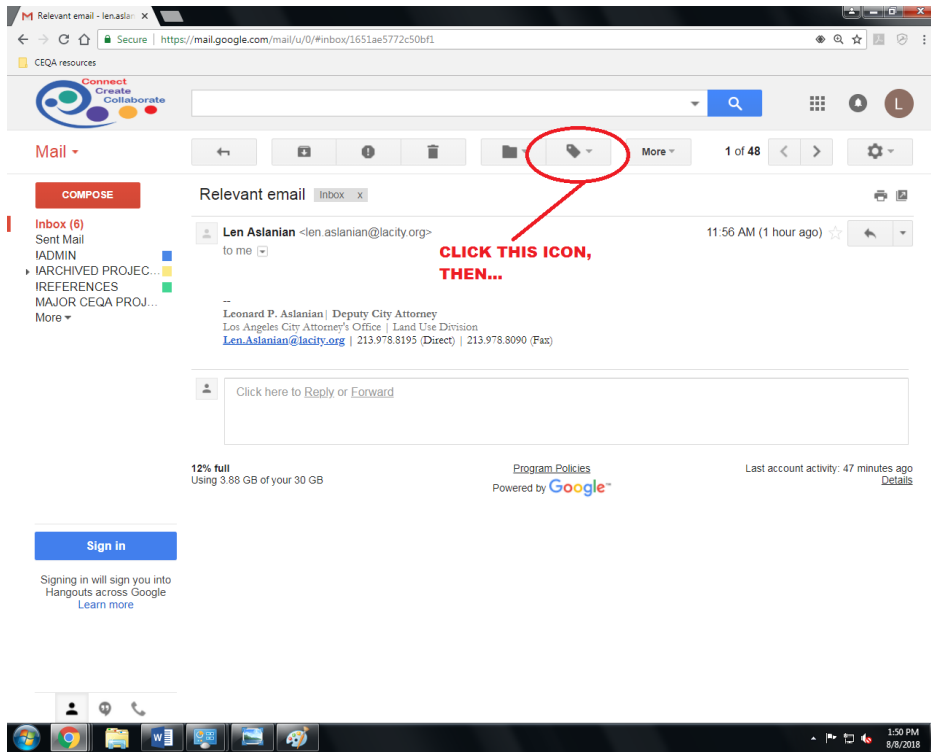 Relevant email - len.aslan
Secure | https://mail.google.com/mail/u/0/#inbox/1651ae5772c50bf1
CEQA resources
Connect
Create
Collaborate
L
Mail
More
1 of 48
COMPOSE
Relevant email Inbox x
Inbox (6)
Sent Mail
!ADMIN
!ARCHIVED PROJEC...
!REFERENCES
MAJOR CEQA PROJ...
More
Len Aslanian <len.aslanian@lacity.org>
11:56 AM (1 hour ago)
to me
CLICK THIS ICON,
THEN...
--
Leonard P. Aslanian| Deputy City Attorney
Los Angeles City Attorney's Office | Land Use Division
Len.Aslanian@lacity.org | 213.978.8195 (Direct) | 213.978.8090 (Fax)
Click here to Reply or Forward
12% full
Using 3.88 GB of your 30 GB
Program Policies
Powered by Google™
Last account activity: 47 minutes ago
Details
Sign in
Signing in will sign you into
Hangouts across Google
Learn more
1:50 PM
8/8/2018